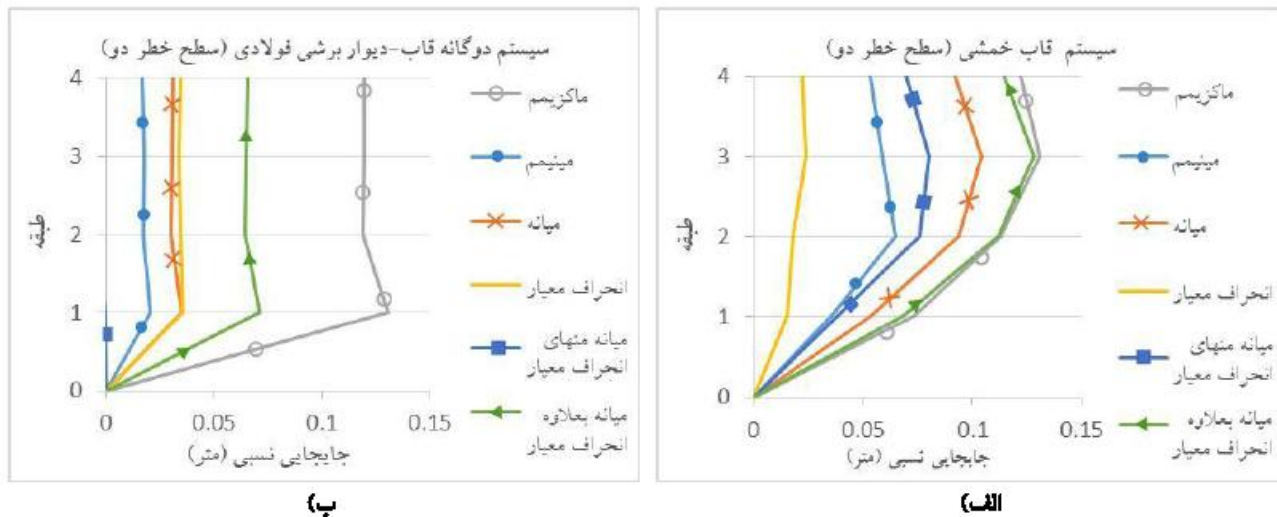 سیستم قاب خمشی (سطح خطر دو)
4
3
2
1
0
طبقه
0
0.05
0.1
0.15
جابجایی نسبی (متر)
ماکزیمم
مینیمم
میانه
انحراف معیار
میانه منهای
انحراف معیار
میانه بعلاوه
انحراف معیار
الف)
سیستم دوگانه قاب-دیوار برشی فولادی (سطح خطر دو)
4
3
2
1
0
طبقه
0
0.05
0.1
0.15
جابجایی نسبی (متر)
ماکزیمم
مینیمم
میانه
انحراف معیار
میانه منهای
انحراف معیار
میانه بعلاوه
انحراف معیار
ب)